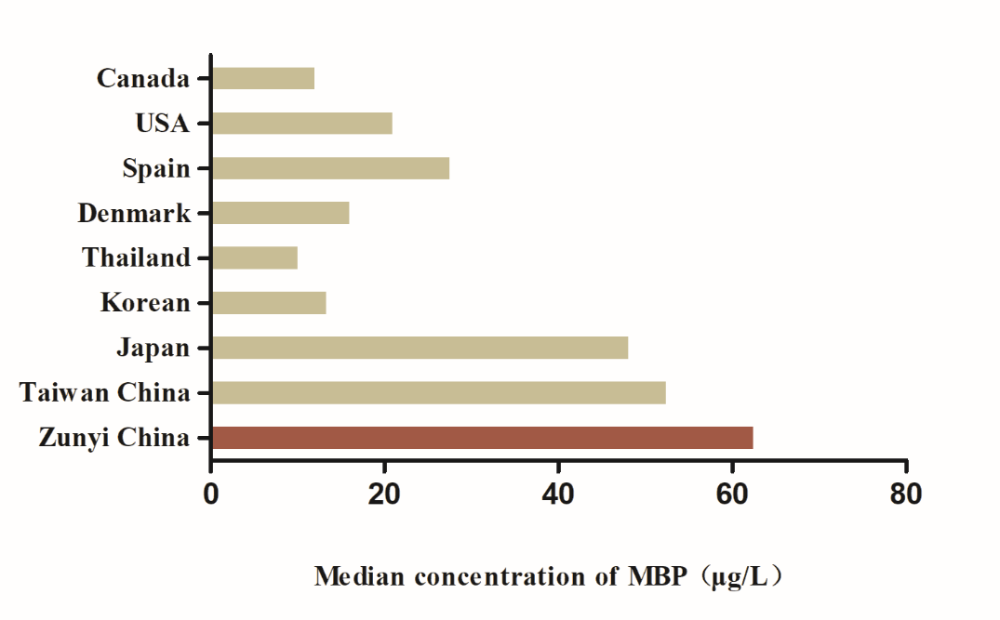 Canada
USA
Spain
Denmark
Thailand
Korean
Japan
Taiwan China
Zunyi China
0 20 40 60 80
Median concentration of MBP（μg/L）